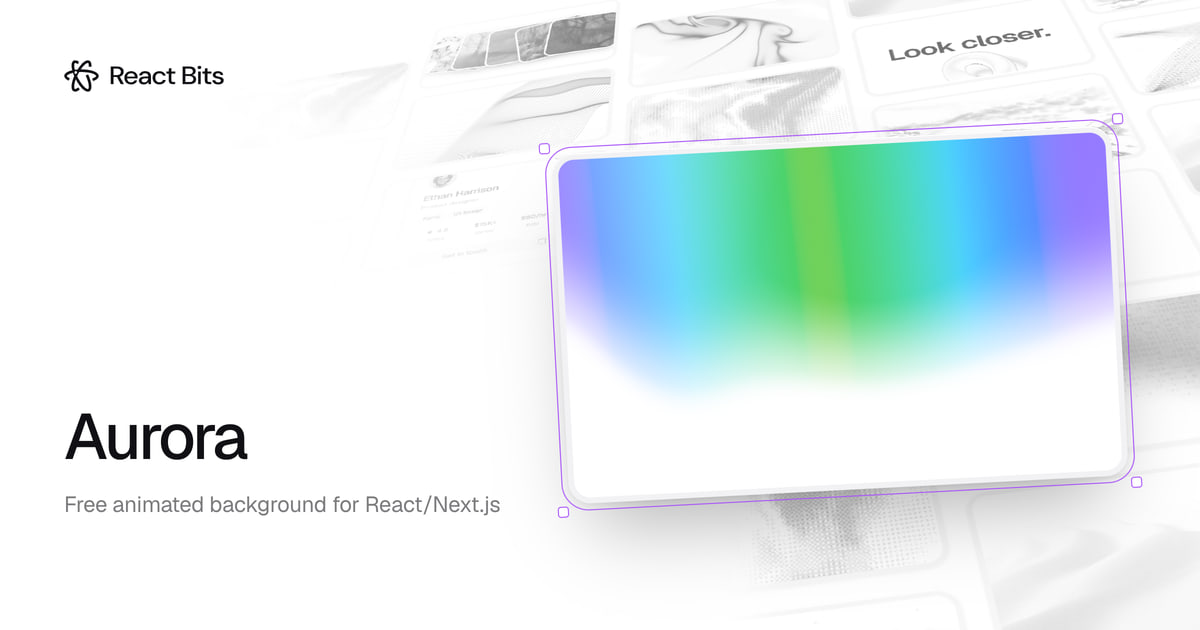 React Bits
Look closer.
Ethan Harrison
Aurora
Free animated background for React/Next.js